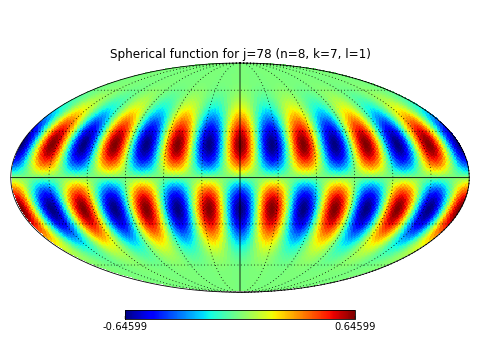 Spherical function for j=78 (n=8, k=7, l=1)
-0.64599 0.64599